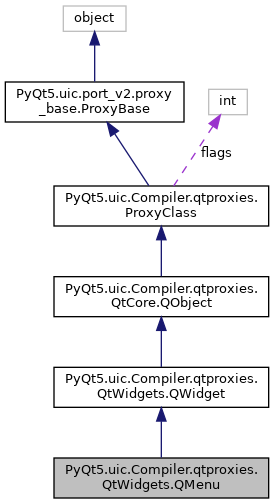 object
PyQt5.uic.port_v2.proxy
_base.ProxyBase
int
flags
PyQt5.uic.Compiler.qtproxies.
ProxyClass
PyQt5.uic.Compiler.qtproxies.
QtCore.QObject
PyQt5.uic.Compiler.qtproxies.
QtWidgets.QWidget
PyQt5.uic.Compiler.qtproxies.
QtWidgets.QMenu